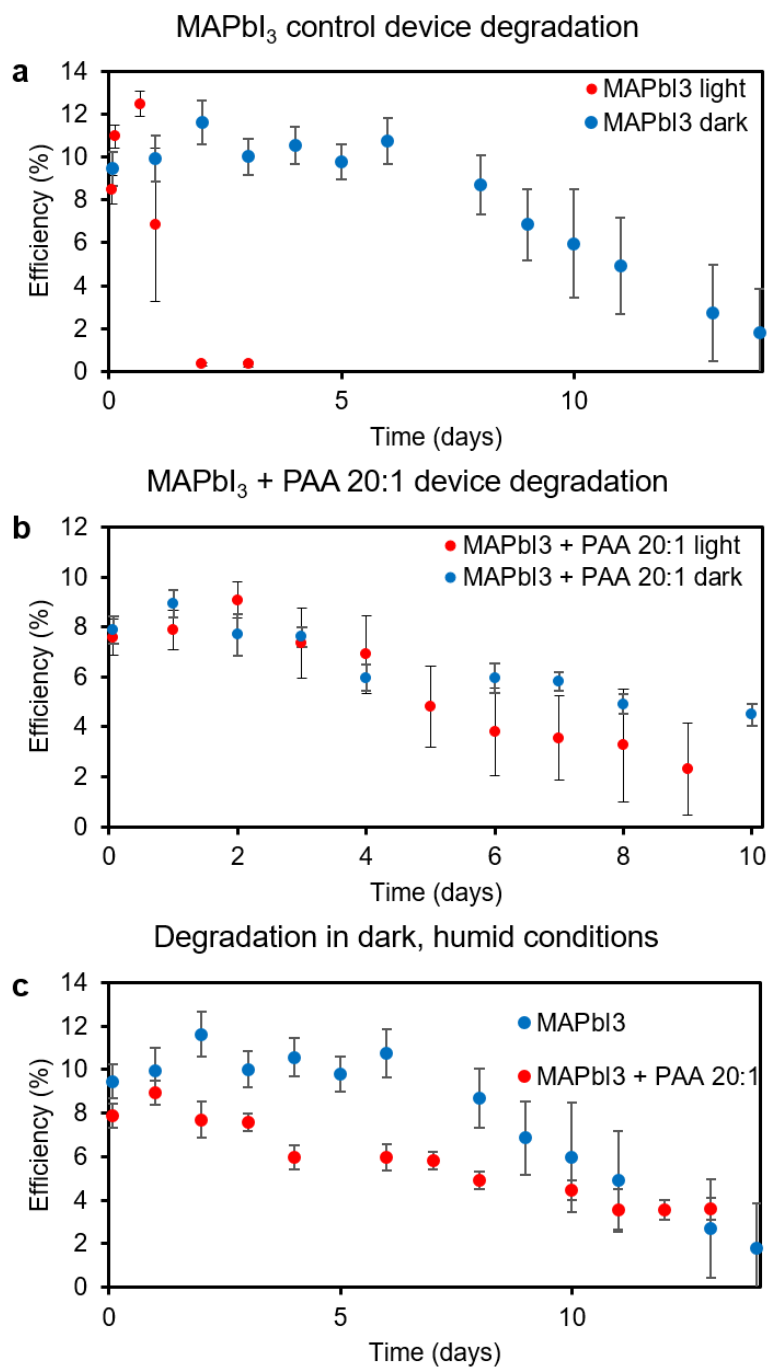 MAPbI₃ control device degradation
a
14
12
10
8
6
4
2
0
Efficiency (%)
MAPbI3 light
MAPbI3 dark
0
5
10
Time (days)
MAPbI₃ + PAA 20:1 device degradation
b
12
10
8
6
4
2
0
Efficiency (%)
MAPbI3 + PAA 20:1 light
MAPbI3 + PAA 20:1 dark
0
2
4
6
8
10
Time (days)
Degradation in dark, humid conditions
c
14
12
10
8
6
4
2
0
Efficiency (%)
MAPbI3
MAPbI3 + PAA 20:1
0
5
10
Time (days)